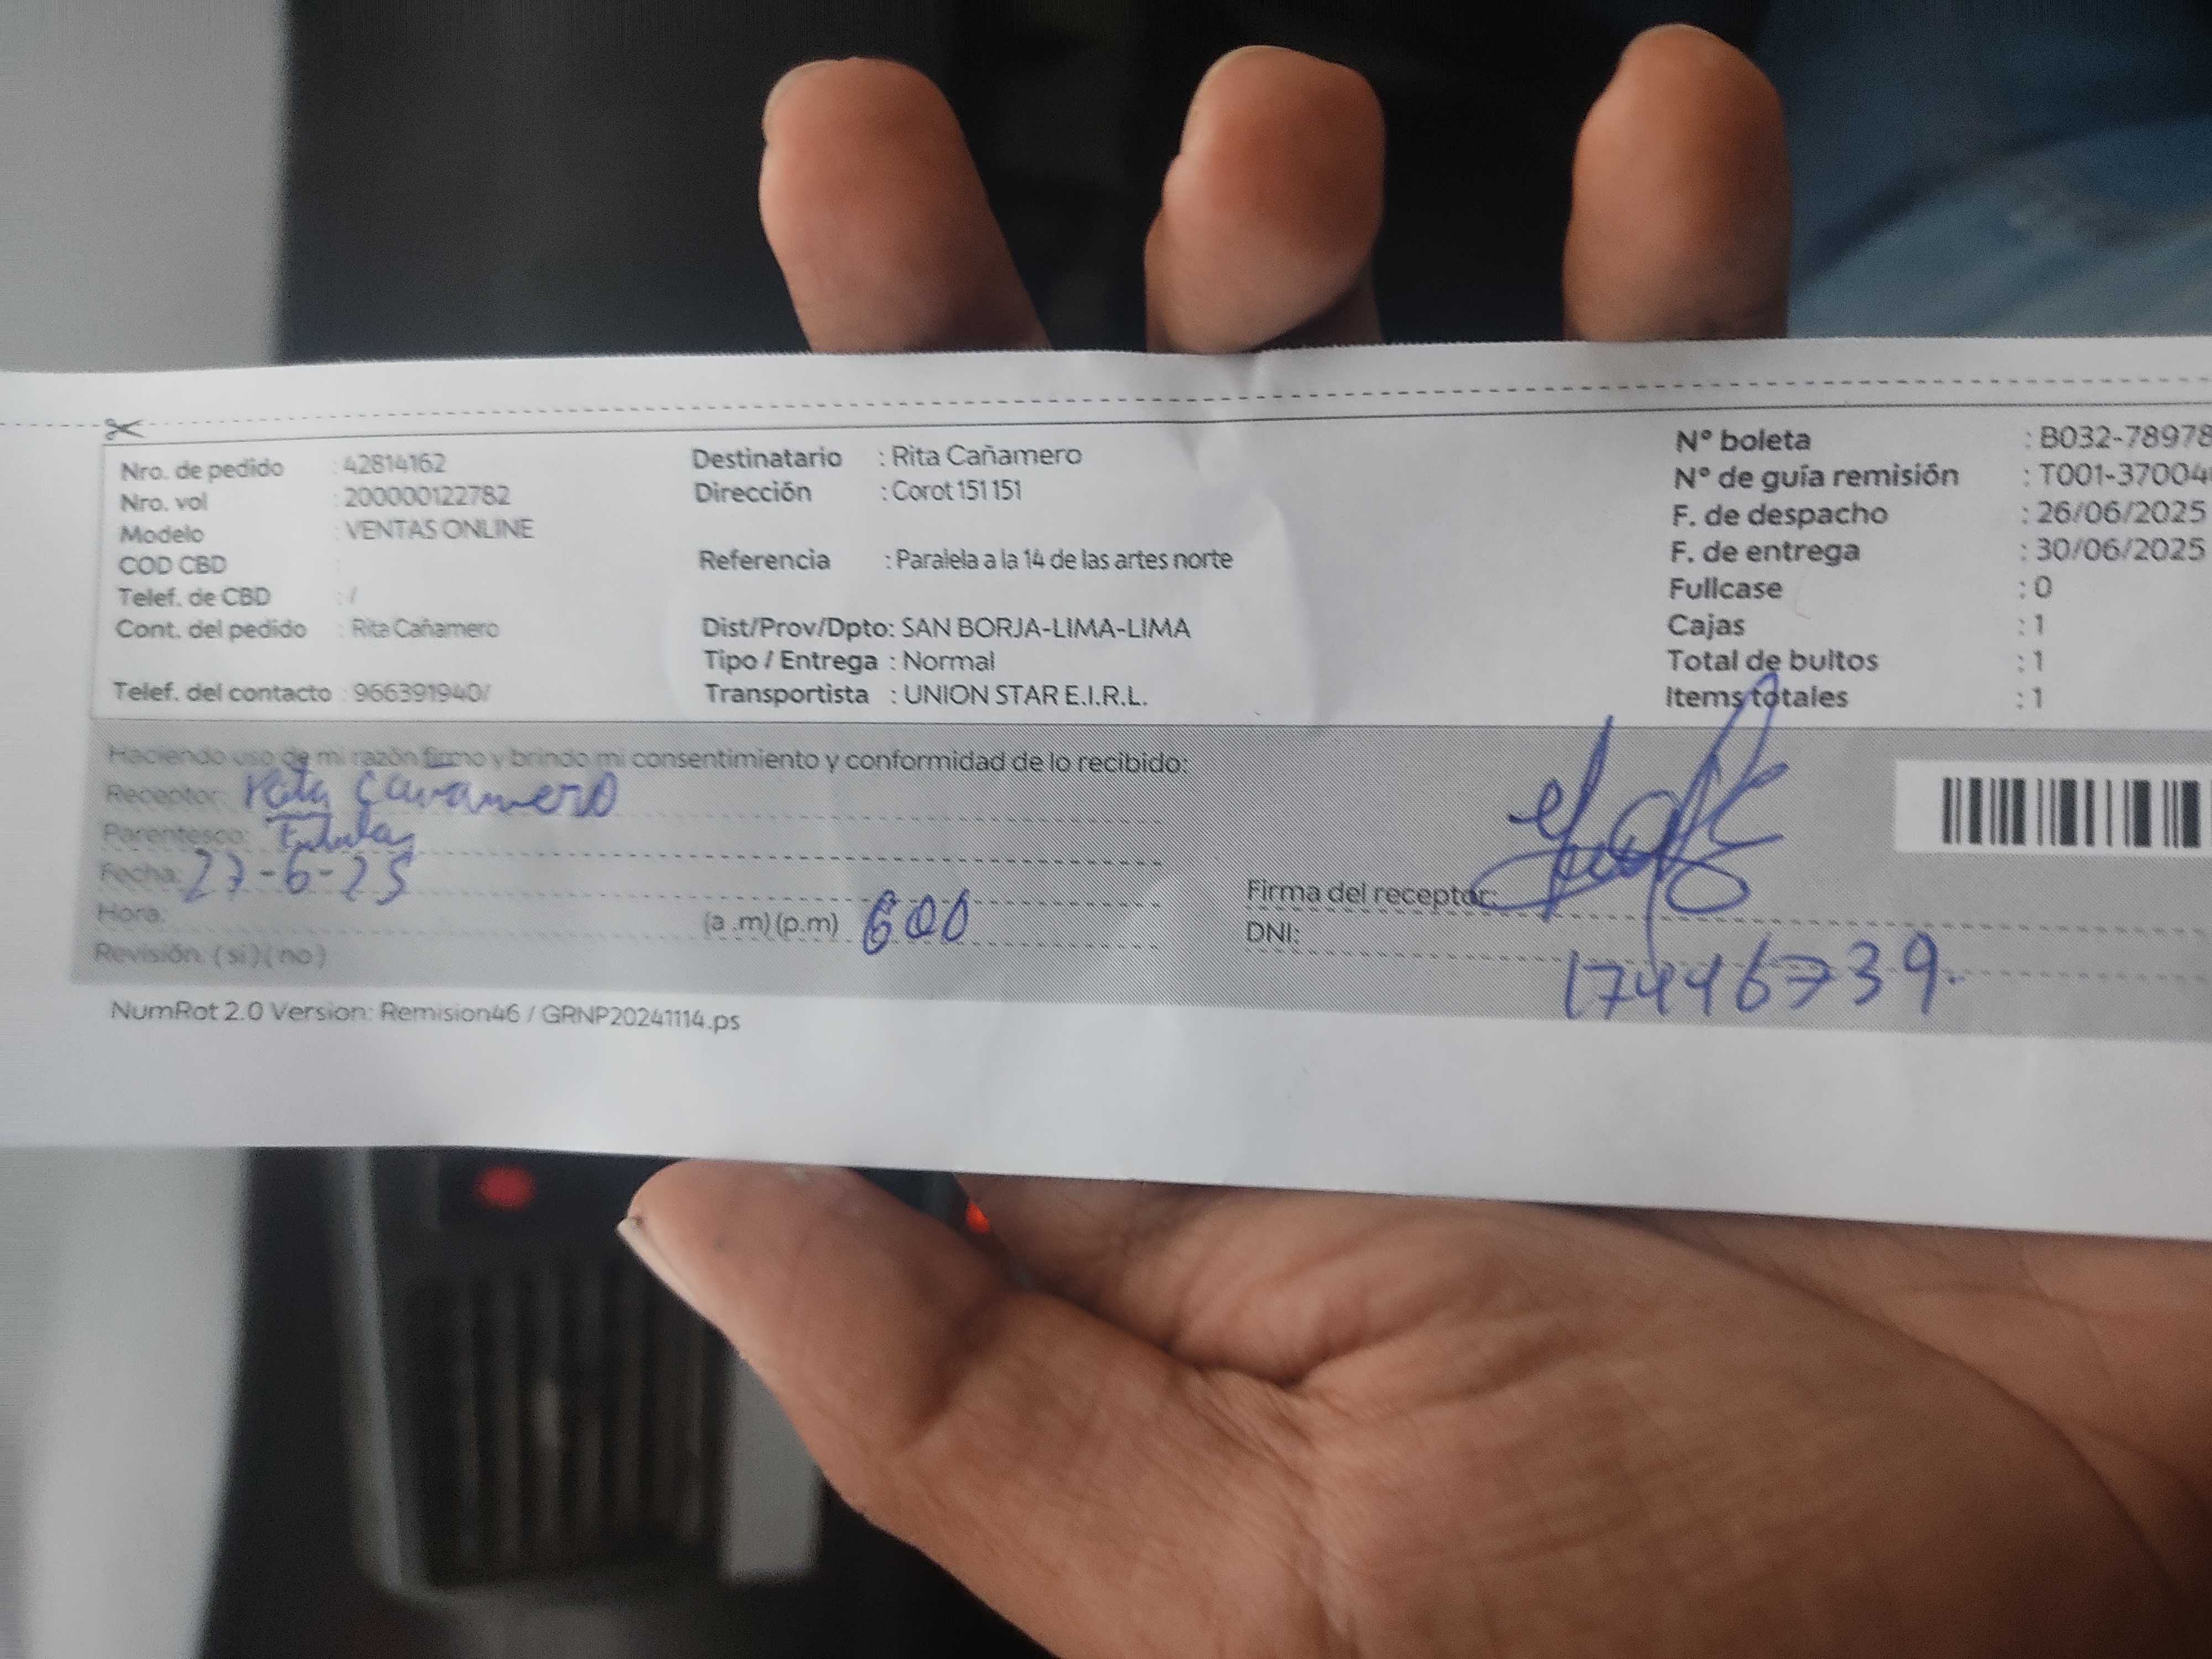 Nro. de pedido : 42814162
Nro. vol : 200000122782
Modelo : VENTAS ONLINE
COD CBD :
Telef. de CBD : /
Cont. del pedido : Rita Cañamero
Telef. del contacto : 966391940/
Destinatario : Rita Cañamero
Dirección : Corot 151 151
Referencia : Paralela a la 14 de las artes norte
Dist/Prov/Dpto: SAN BORJA-LIMA-LIMA
Tipo / Entrega : Normal
Transportista : UNION STAR E.I.R.L.
N° boleta : B032-78978
N° de guía remisión : T001-37004
F. de despacho : 26/06/2025
F. de entrega : 30/06/2025
Fullcase : 0
Cajas : 1
Total de bultos : 1
Items totales : 1
Haciendo uso de mi razón firmo y brindo mi consentimiento y conformidad de lo recibido:
Receptor: Rita Cañamero
Parentesco: Titular
Fecha: 27-6-25
Hora: (a .m) (p.m) 600
Revisión: ( si ) ( no )
Firma del receptor:
DNI: 17446739.
NumRot 2.0 Version: Remision46 / GRNP20241114.ps